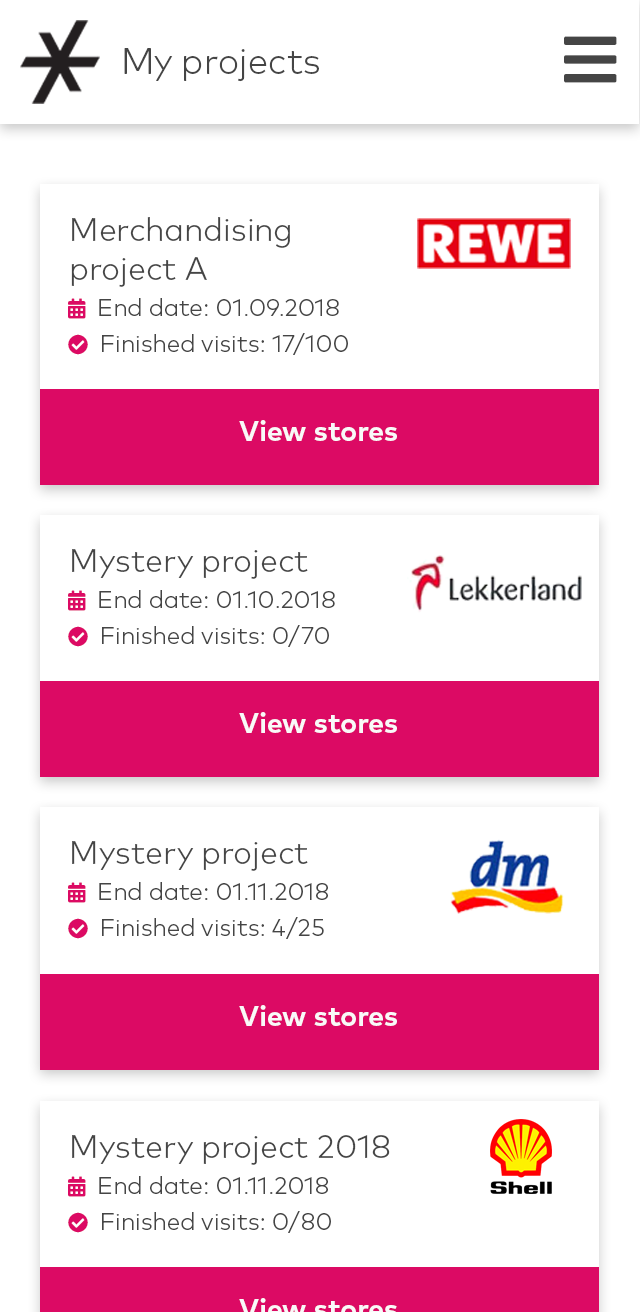 My projects
Merchandising
project A
REWE
End date: 01.09.2018
Finished visits: 17/100
View stores
Mystery project
Lekkerland
End date: 01.10.2018
Finished visits: 0/70
View stores
Mystery project
dm
End date: 01.11.2018
Finished visits: 4/25
View stores
Mystery project 2018
Shell
End date: 01.11.2018
Finished visits: 0/80
View stores